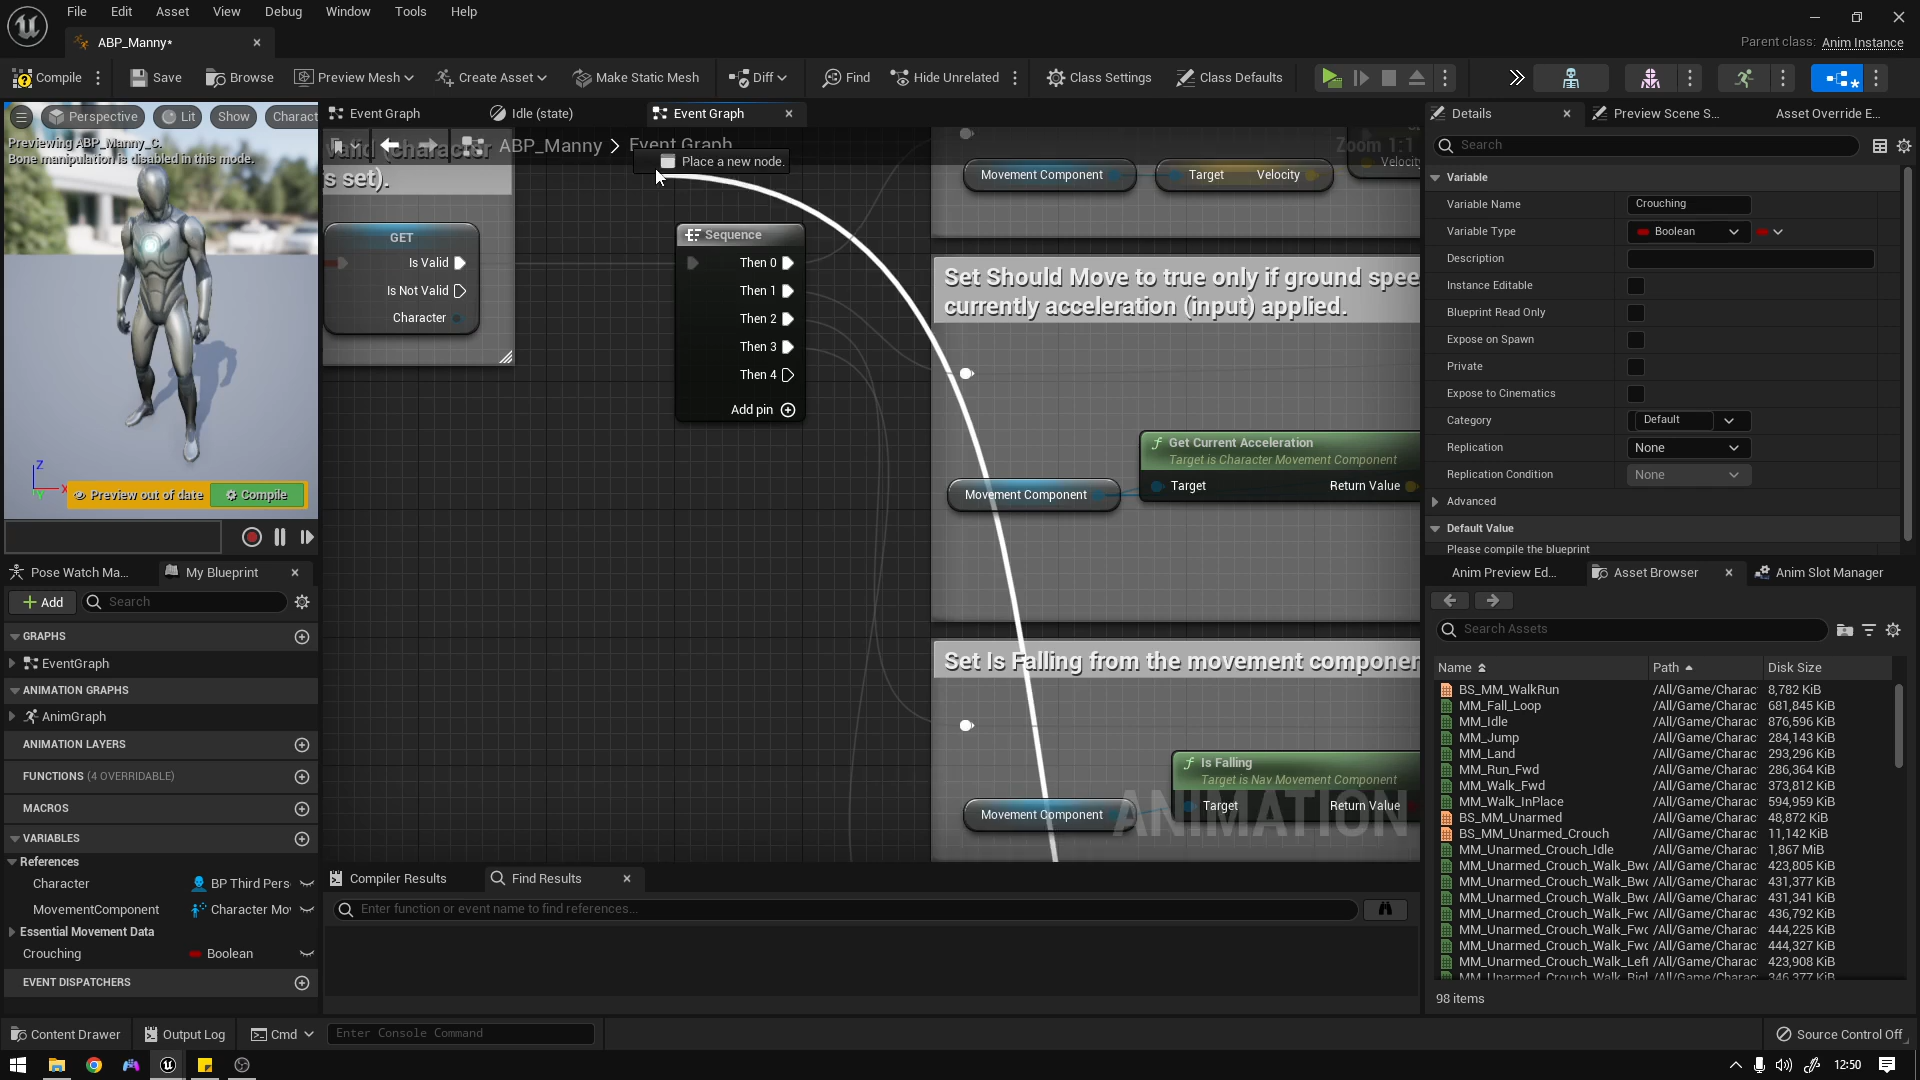 File Edit Asset View Debug Window Tools Help
ABP_Manny*
Parent class: Anim Instance
Compile Save Browse Preview Mesh Create Asset Make Static Mesh Diff Find Hide Unrelated Class Settings Class Defaults
Perspective Lit Show Charact
Previewing ABP_Manny_C.
Bone manipulation is disabled in this mode.
Z
X
Y
Preview out of date Compile
Event Graph Idle (state) Event Graph
ABP_Manny > Event Graph
Zoom 1:1
valid (character
s set).
Place a new node.
GET
Is Valid
Is Not Valid
Character
Sequence
Then 0
Then 1
Then 2
Then 3
Then 4
Add pin
Movement Component Target Velocity Velocity
Set Should Move to true only if ground spee
currently acceleration (input) applied.
Get Current Acceleration
Target is Character Movement Component
Movement Component Target Return Value
Set Is Falling from the movement componer
Is Falling
Target is Nav Movement Component
Movement Component Target Return Value
ANIMATION
Pose Watch Ma... My Blueprint
Add Search
GRAPHS
EventGraph
ANIMATION GRAPHS
AnimGraph
ANIMATION LAYERS
FUNCTIONS (4 OVERRIDABLE)
MACROS
VARIABLES
References
Character BP Third Pers
MovementComponent Character Mov
Essential Movement Data
Crouching Boolean
EVENT DISPATCHERS
Compiler Results Find Results
Enter function or event name to find references...
Details Preview Scene S... Asset Override E...
Search
Variable
Variable Name Crouching
Variable Type Boolean
Description
Instance Editable
Blueprint Read Only
Expose on Spawn
Private
Expose to Cinematics
Category Default
Replication None
Replication Condition None
Advanced
Default Value
Please compile the blueprint
Anim Preview Ed... Asset Browser Anim Slot Manager
Search Assets
Name Path Disk Size
BS_MM_WalkRun /All/Game/Charac 8,782 KiB
MM_Fall_Loop /All/Game/Charac 681,845 KiB
MM_Idle /All/Game/Charac 876,596 KiB
MM_Jump /All/Game/Charac 284,143 KiB
MM_Land /All/Game/Charac 293,296 KiB
MM_Run_Fwd /All/Game/Charac 286,364 KiB
MM_Walk_Fwd /All/Game/Charac 373,812 KiB
MM_Walk_InPlace /All/Game/Charac 594,959 KiB
BS_MM_Unarmed /All/Game/Charac 48,872 KiB
BS_MM_Unarmed_Crouch /All/Game/Charac 11,142 KiB
MM_Unarmed_Crouch_Idle /All/Game/Charac 1,867 MiB
MM_Unarmed_Crouch_Walk_Bwc /All/Game/Charac 423,805 KiB
MM_Unarmed_Crouch_Walk_Bwc /All/Game/Charac 431,377 KiB
MM_Unarmed_Crouch_Walk_Bwc /All/Game/Charac 431,341 KiB
MM_Unarmed_Crouch_Walk_Fwc /All/Game/Charac 436,792 KiB
MM_Unarmed_Crouch_Walk_Fwc /All/Game/Charac 444,225 KiB
MM_Unarmed_Crouch_Walk_Fwc /All/Game/Charac 444,327 KiB
MM_Unarmed_Crouch_Walk_Left /All/Game/Charac 423,908 KiB
MM_Unarmed_Crouch_Walk_Righ /All/Game/Charac 346,377 KiB
98 items
Content Drawer Output Log Cmd Enter Console Command Source Control Off
12:50